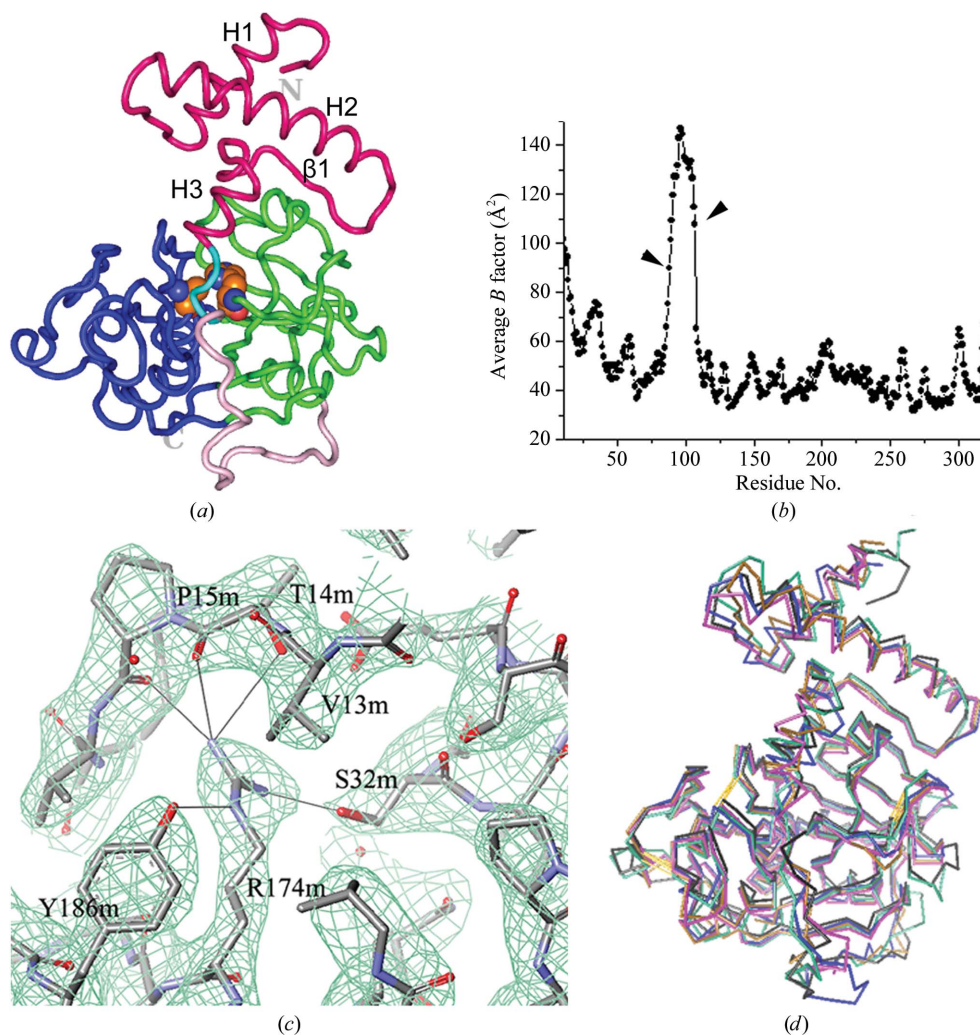 H1
N
H2
β1
H3
C
(a)
140
120
100
80
60
40
20
Average B factor (Å²)
50 100 150 200 250 300
Residue No.
(b)
P15m
T14m
V13m
S32m
R174m
Y186m
(c)
(d)